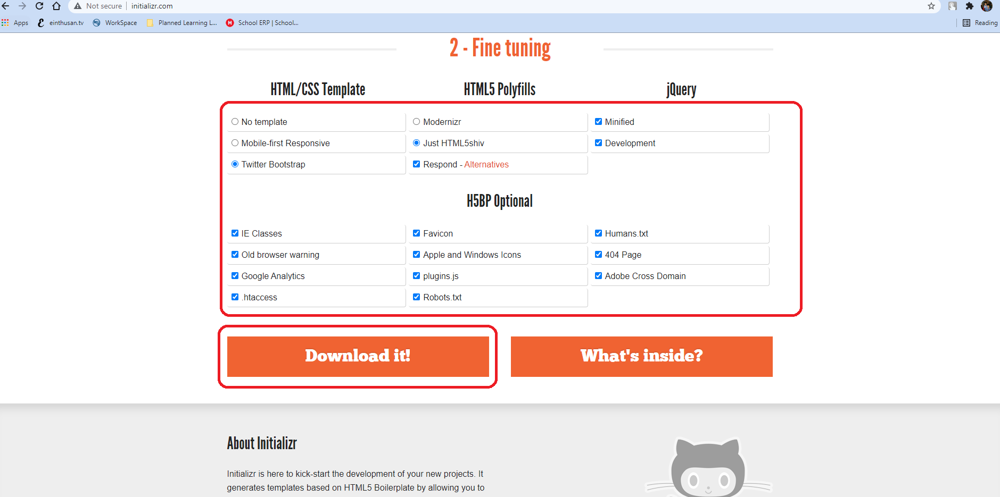 Not secure | initializr.com
Apps einthusan.tv WorkSpace Planned Learning L... School ERP | School... Reading
2 - Fine tuning
HTML/CSS Template HTML5 Polyfills jQuery
No template Modernizr Minified
Mobile-first Responsive Just HTML5shiv Development
Twitter Bootstrap Respond - Alternatives
H5BP Optional
IE Classes Favicon Humans.txt
Old browser warning Apple and Windows Icons 404 Page
Google Analytics plugins.js Adobe Cross Domain
.htaccess Robots.txt
Download it! What's inside?
About Initializr
Initializr is here to kick-start the development of your new projects. It
generates templates based on HTML5 Boilerplate by allowing you to